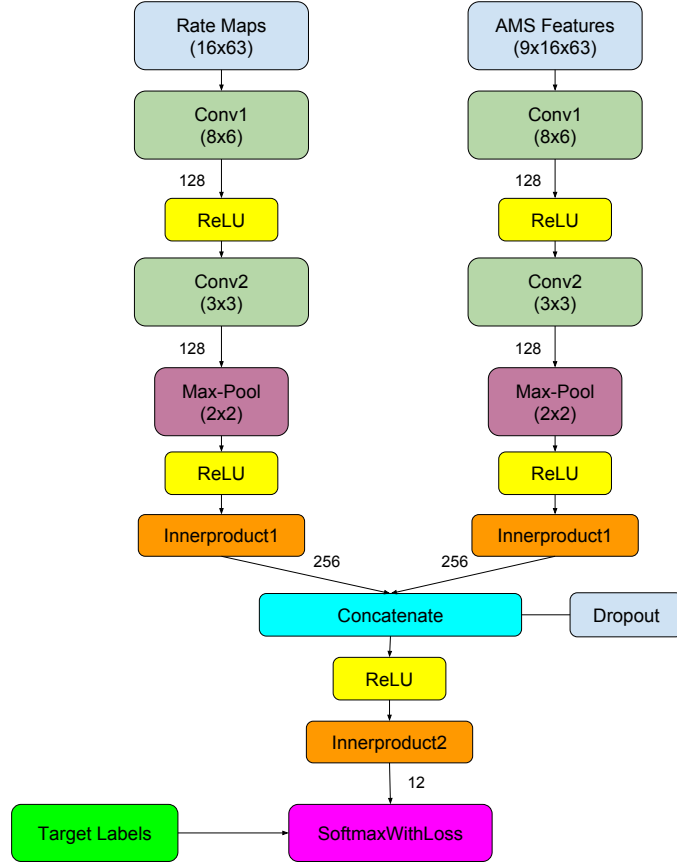 Rate Maps
(16x63)
AMS Features
(9x16x63)
Conv1
(8x6)
Conv1
(8x6)
128
128
ReLU
ReLU
Conv2
(3x3)
Conv2
(3x3)
128
128
Max-Pool
(2x2)
Max-Pool
(2x2)
ReLU
ReLU
Innerproduct1
Innerproduct1
256
256
Concatenate
Dropout
ReLU
Innerproduct2
12
Target Labels
SoftmaxWithLoss